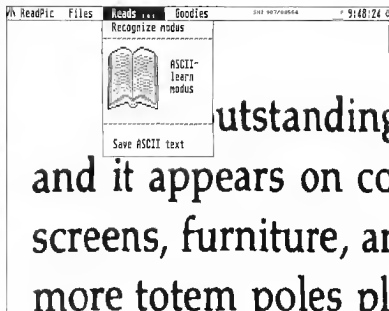 ReadPic Files Reads ... Goodies 9:48:24
Recognize modus
ASCII-
learn
modus
Save ASCII text
utstanding
and it appears on co
screens, furniture, ar
more totem poles pl